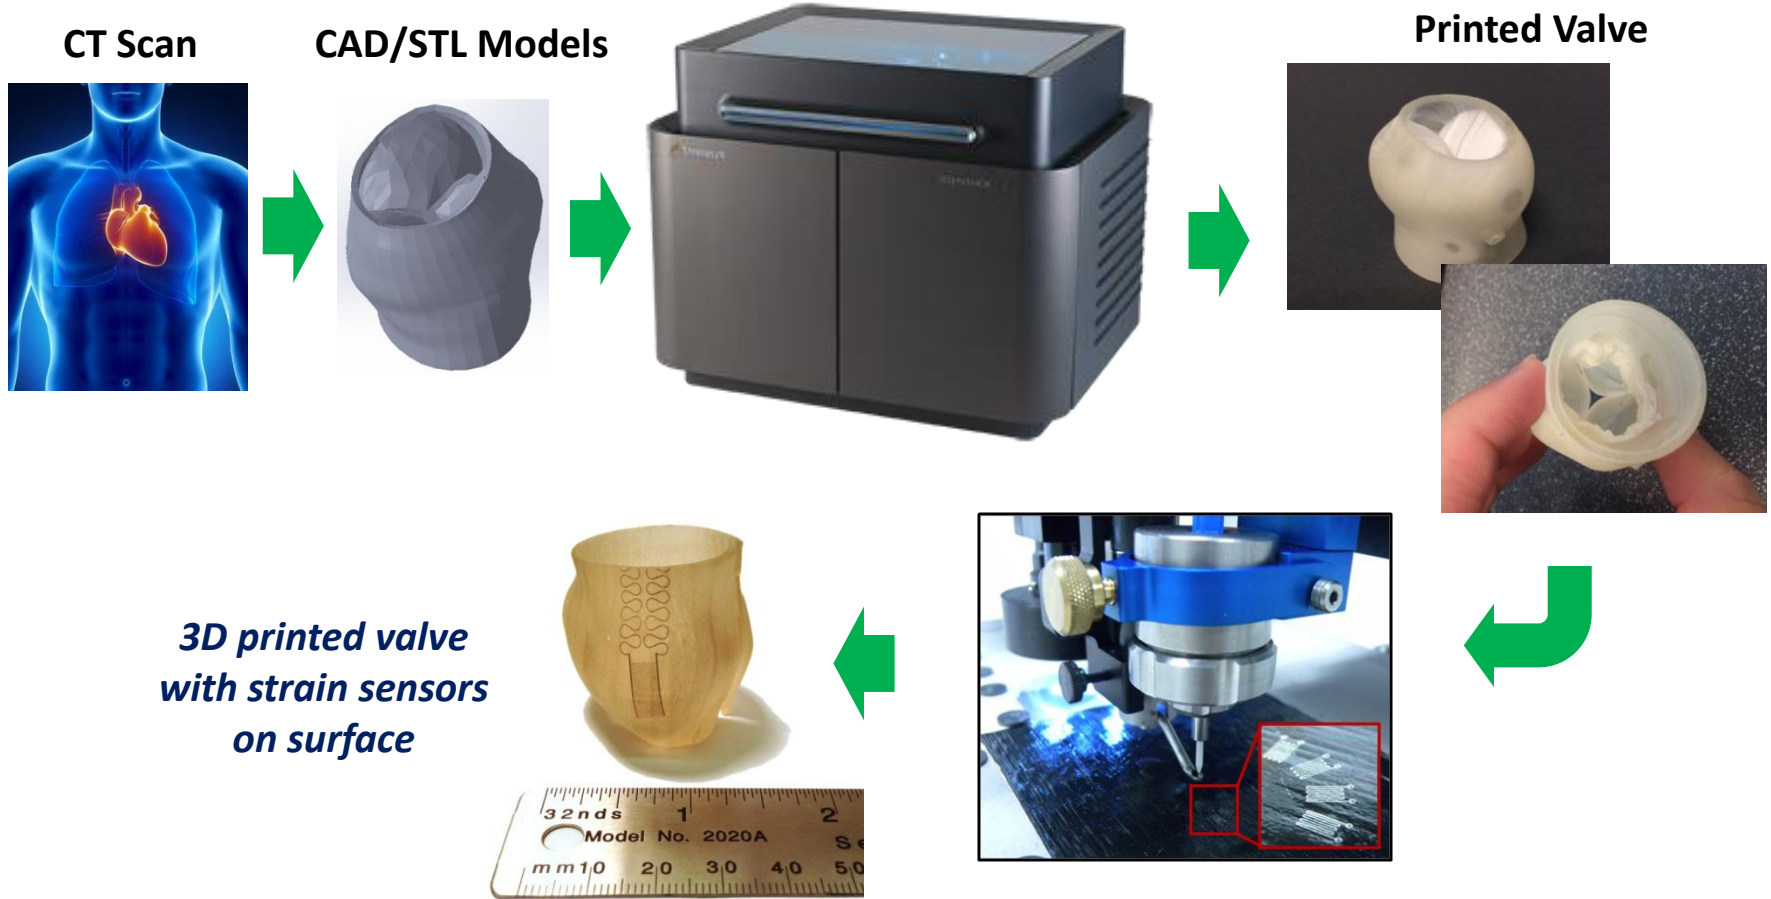 CT Scan
CAD/STL Models
Printed Valve
3D printed valve
with strain sensors
on surface
32nds 1 2
Model No. 2020A
mm 10 20 30 40 50